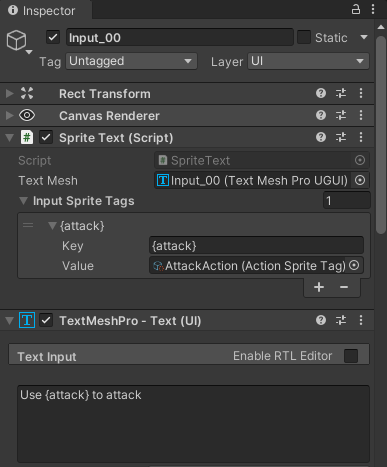 Inspector
Input_00
Static
Tag Untagged Layer UI
Rect Transform
Canvas Renderer
# Sprite Text (Script)
Script # SpriteText
Text Mesh T Input_00 (Text Mesh Pro UGUI)
Input Sprite Tags 1
{attack}
Key {attack}
Value AttackAction (Action Sprite Tag)
+ −
T TextMeshPro - Text (UI)
Text Input Enable RTL Editor
Use {attack} to attack